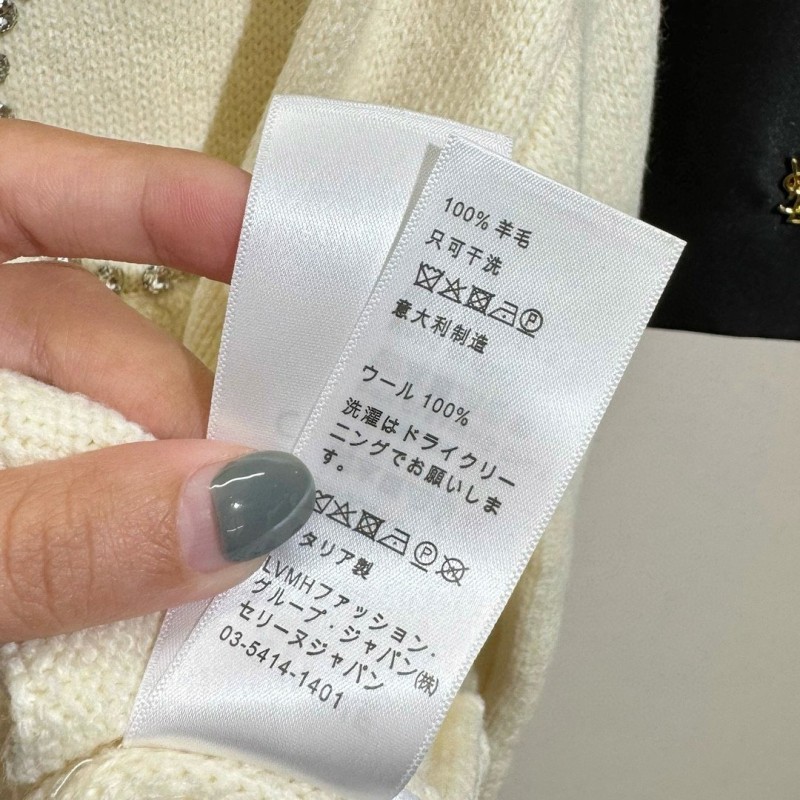 100% 羊毛
只可干洗
P
意大利制造
ウール 100%
洗濯はドライクリー
ニングでお願いしま
す。
P
タリア製
LVMHファッション・
グループ・ジャパン(株)
セリーヌジャパン
03-5414-1401